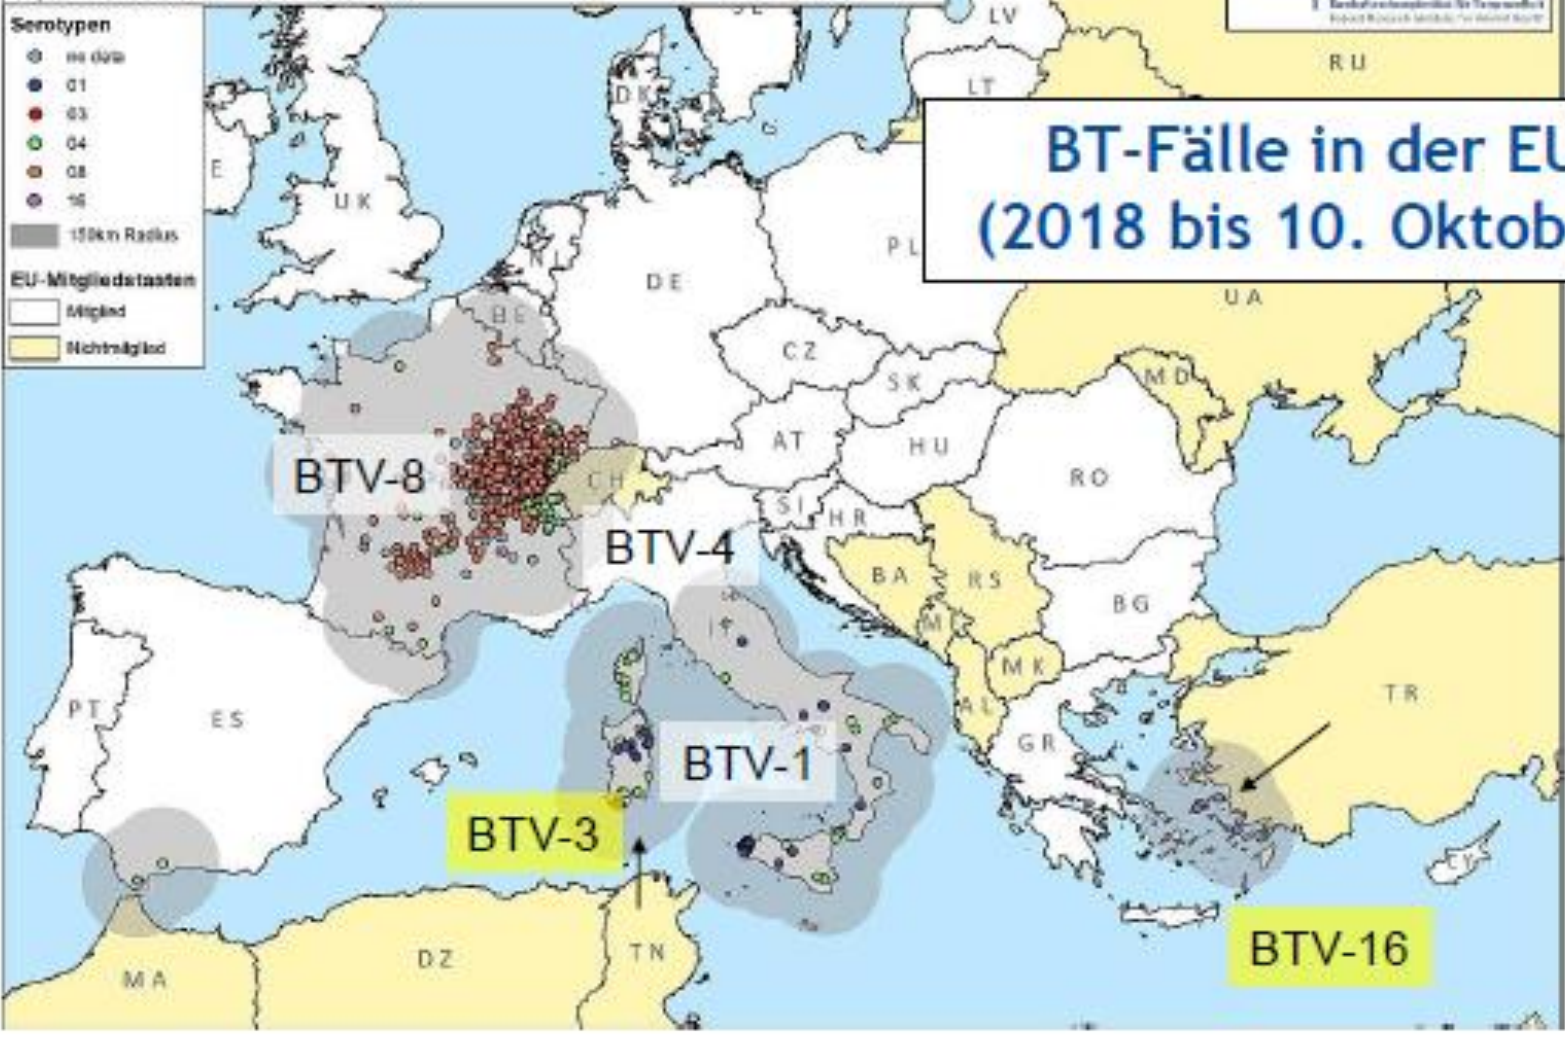 Serotypen
no data
01
03
04
08
16
150km Radius
EU-Mitgliedstasten
Mitglied
Nichtmitglied
BT-Fälle in der EU
(2018 bis 10. Oktob
LV
RU
LT
DK
E
UK
NL
PL
DE
UA
BE
CZ
MD
SK
AT
HU
BTV-8
CH
RO
SI
HR
BTV-4
BA
RS
BG
IT
MK
TR
PT
ES
AL
GR
BTV-1
BTV-3
CY
BTV-16
TN
DZ
MA